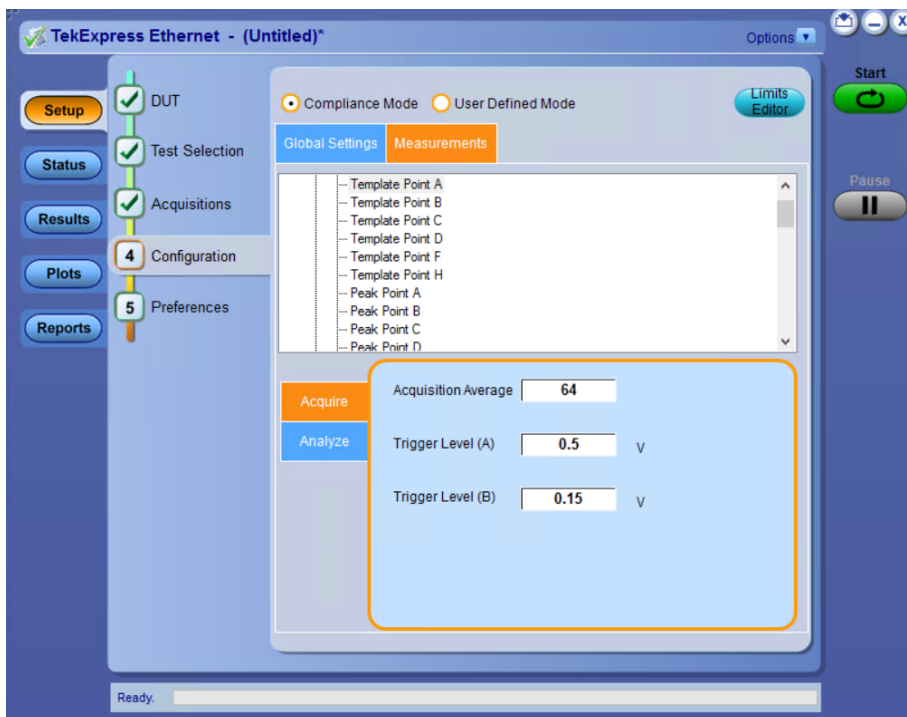 TekExpress Ethernet - (Untitled)*
Options
Start
Pause
Setup
Status
Results
Plots
Reports
DUT
Test Selection
Acquisitions
4 Configuration
5 Preferences
Compliance Mode User Defined Mode
Limits
Editor
Global Settings Measurements
Template Point A
Template Point B
Template Point C
Template Point D
Template Point F
Template Point H
Peak Point A
Peak Point B
Peak Point C
Peak Point D
Acquire
Analyze
Acquisition Average 64
Trigger Level (A) 0.5 V
Trigger Level (B) 0.15 V
Ready.